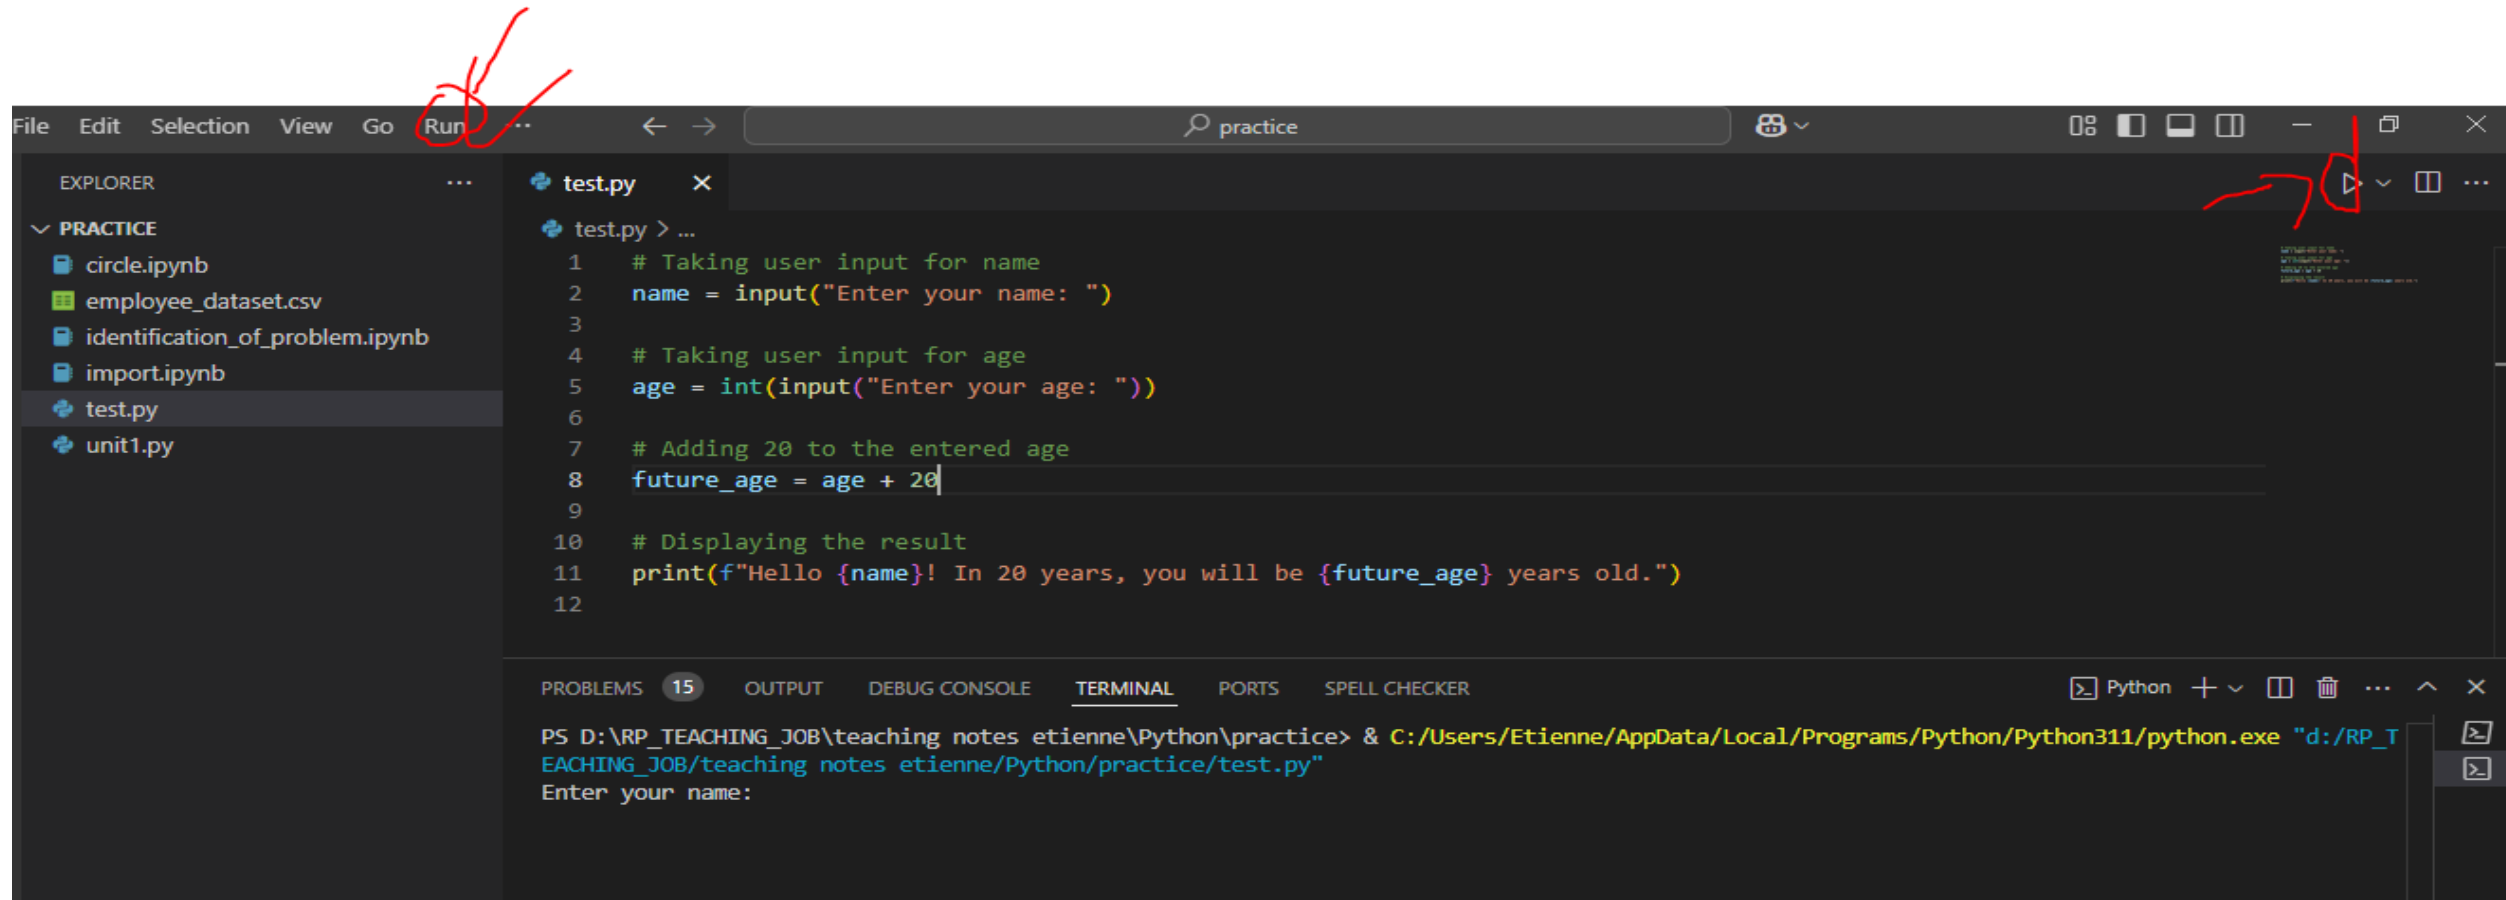 File Edit Selection View Go Run ... practice
EXPLORER ...
PRACTICE
circle.ipynb
employee_dataset.csv
identification_of_problem.ipynb
import.ipynb
test.py
unit1.py
test.py
test.py > ...
1 # Taking user input for name
2 name = input("Enter your name: ")
3
4 # Taking user input for age
5 age = int(input("Enter your age: "))
6
7 # Adding 20 to the entered age
8 future_age = age + 20
9
10 # Displaying the result
11 print(f"Hello {name}! In 20 years, you will be {future_age} years old.")
12
PROBLEMS 15 OUTPUT DEBUG CONSOLE TERMINAL PORTS SPELL CHECKER Python
PS D:\RP_TEACHING_JOB\teaching notes etienne\Python\practice> & C:/Users/Etienne/AppData/Local/Programs/Python/Python311/python.exe "d:/RP_T
EACHING_JOB/teaching notes etienne/Python/practice/test.py"
Enter your name: